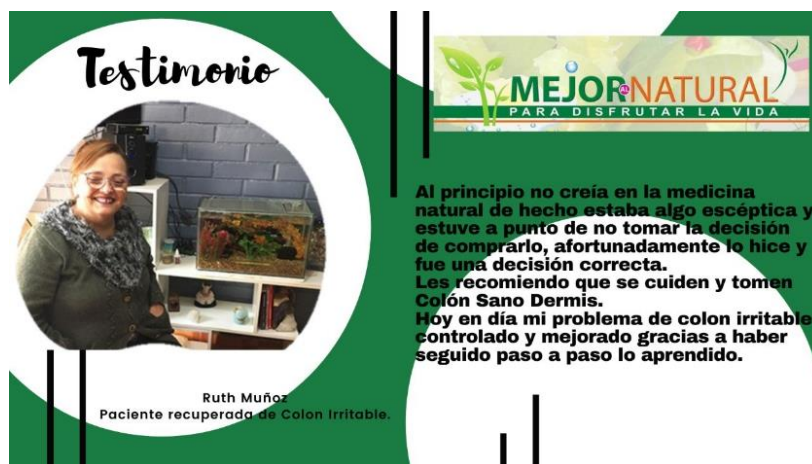 Testimonio
MEJOR AL NATURAL
PARA DISFRUTAR LA VIDA
Al principio no creía en la medicina
natural de hecho estaba algo escéptica y
estuve a punto de no tomar la decisión
de comprarlo, afortunadamente lo hice y
fue una decisión correcta.
Les recomiendo que se cuiden y tomen
Colón Sano Dermis.
Hoy en día mi problema de colon irritable
controlado y mejorado gracias a haber
seguido paso a paso lo aprendido.
Ruth Muñoz
Paciente recuperada de Colon Irritable.